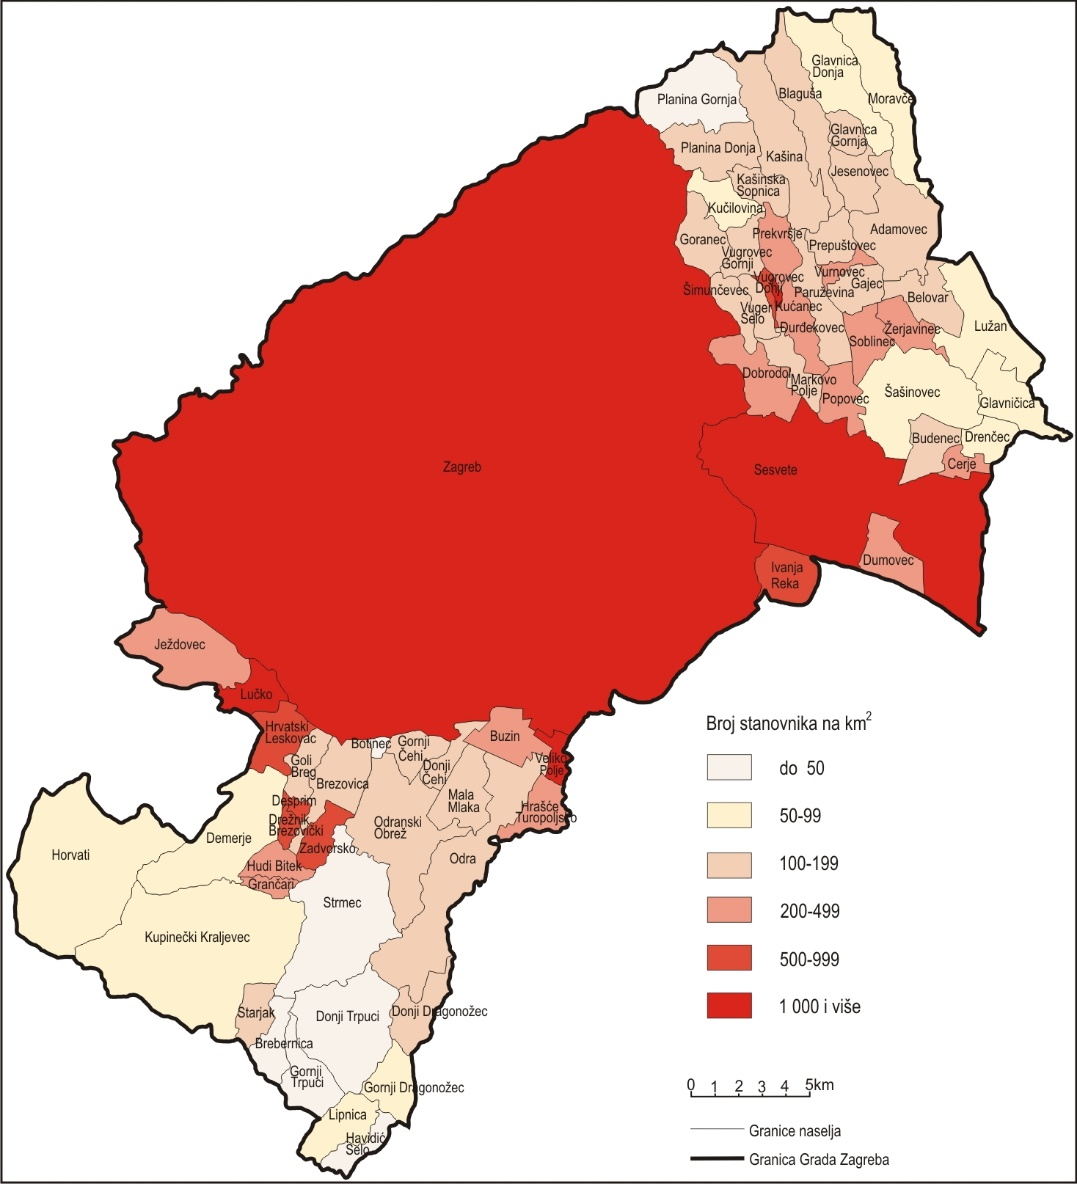 Glavnica
Donja
Moravče
Blaguša
Planina Gornja
Glavnica
Gornja
Planina Donja
Kašina
Jesenovec
Kašinska
Sopnica
Kučilovina
Adamovec
Prekvršje
Goranec
Prepuštovec
Vugrovec
Gornji
Vurnovec
Vugrovec
Donji
Gajec
Šimunčevec
Paruževina
Belovar
Vuger
Selo
Kućanec
Lužan
Đurđekovec
Žerjavinec
Soblinec
Dobrodol
Markovo
Polje
Popovec
Šašinovec
Glavničica
Budenec
Drenčec
Cerje
Zagreb
Sesvete
Dumovec
Ivanja
Reka
Ježdovec
Lučko
Hrvatski
Leskovac
Botinec
Gornji
Čehi
Buzin
Veliko
Polje
Goli
Breg
Donji
Čehi
Brezovica
Mala
Mlaka
Hrašće
Turopoljsko
Desprim
Drežnik
Brezovički
Odranski
Obrež
Demerje
Zadvorsko
Horvati
Hudi Bitek
Odra
Grančari
Strmec
Kupinečki Kraljevec
Starjak
Donji Trpuci
Donji Dragonožec
Brebernica
Gornji
Trpuci
Gornji Dragonožec
Lipnica
Havidić
Selo
Broj stanovnika na km²
do 50
50-99
100-199
200-499
500-999
1 000 i više
0 1 2 3 4 5km
Granice naselja
Granica Grada Zagreba